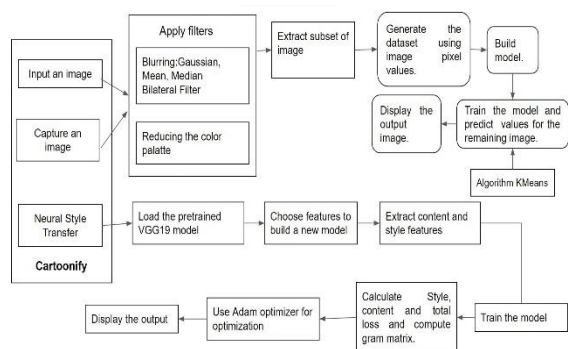 Apply filters
Input an image
Capture an
image
Neural Style
Transfer
Cartoonify
Blurring:Gaussian,
Mean, Median
Bilateral Filter
Reducing the color
palatte
Extract subset of
image
Generate the
dataset using
image pixel
values.
Build
model.
Train the model and
predict values for the
remaining image.
Display the
output
image.
Algorithm KMeans
Load the pretrained
VGG19 model
Choose features to
build a new model
Extract content and
style features
Train the model
Calculate Style,
content and total
loss and compute
gram matrix.
Use Adam optimizer for
optimization
Display the output